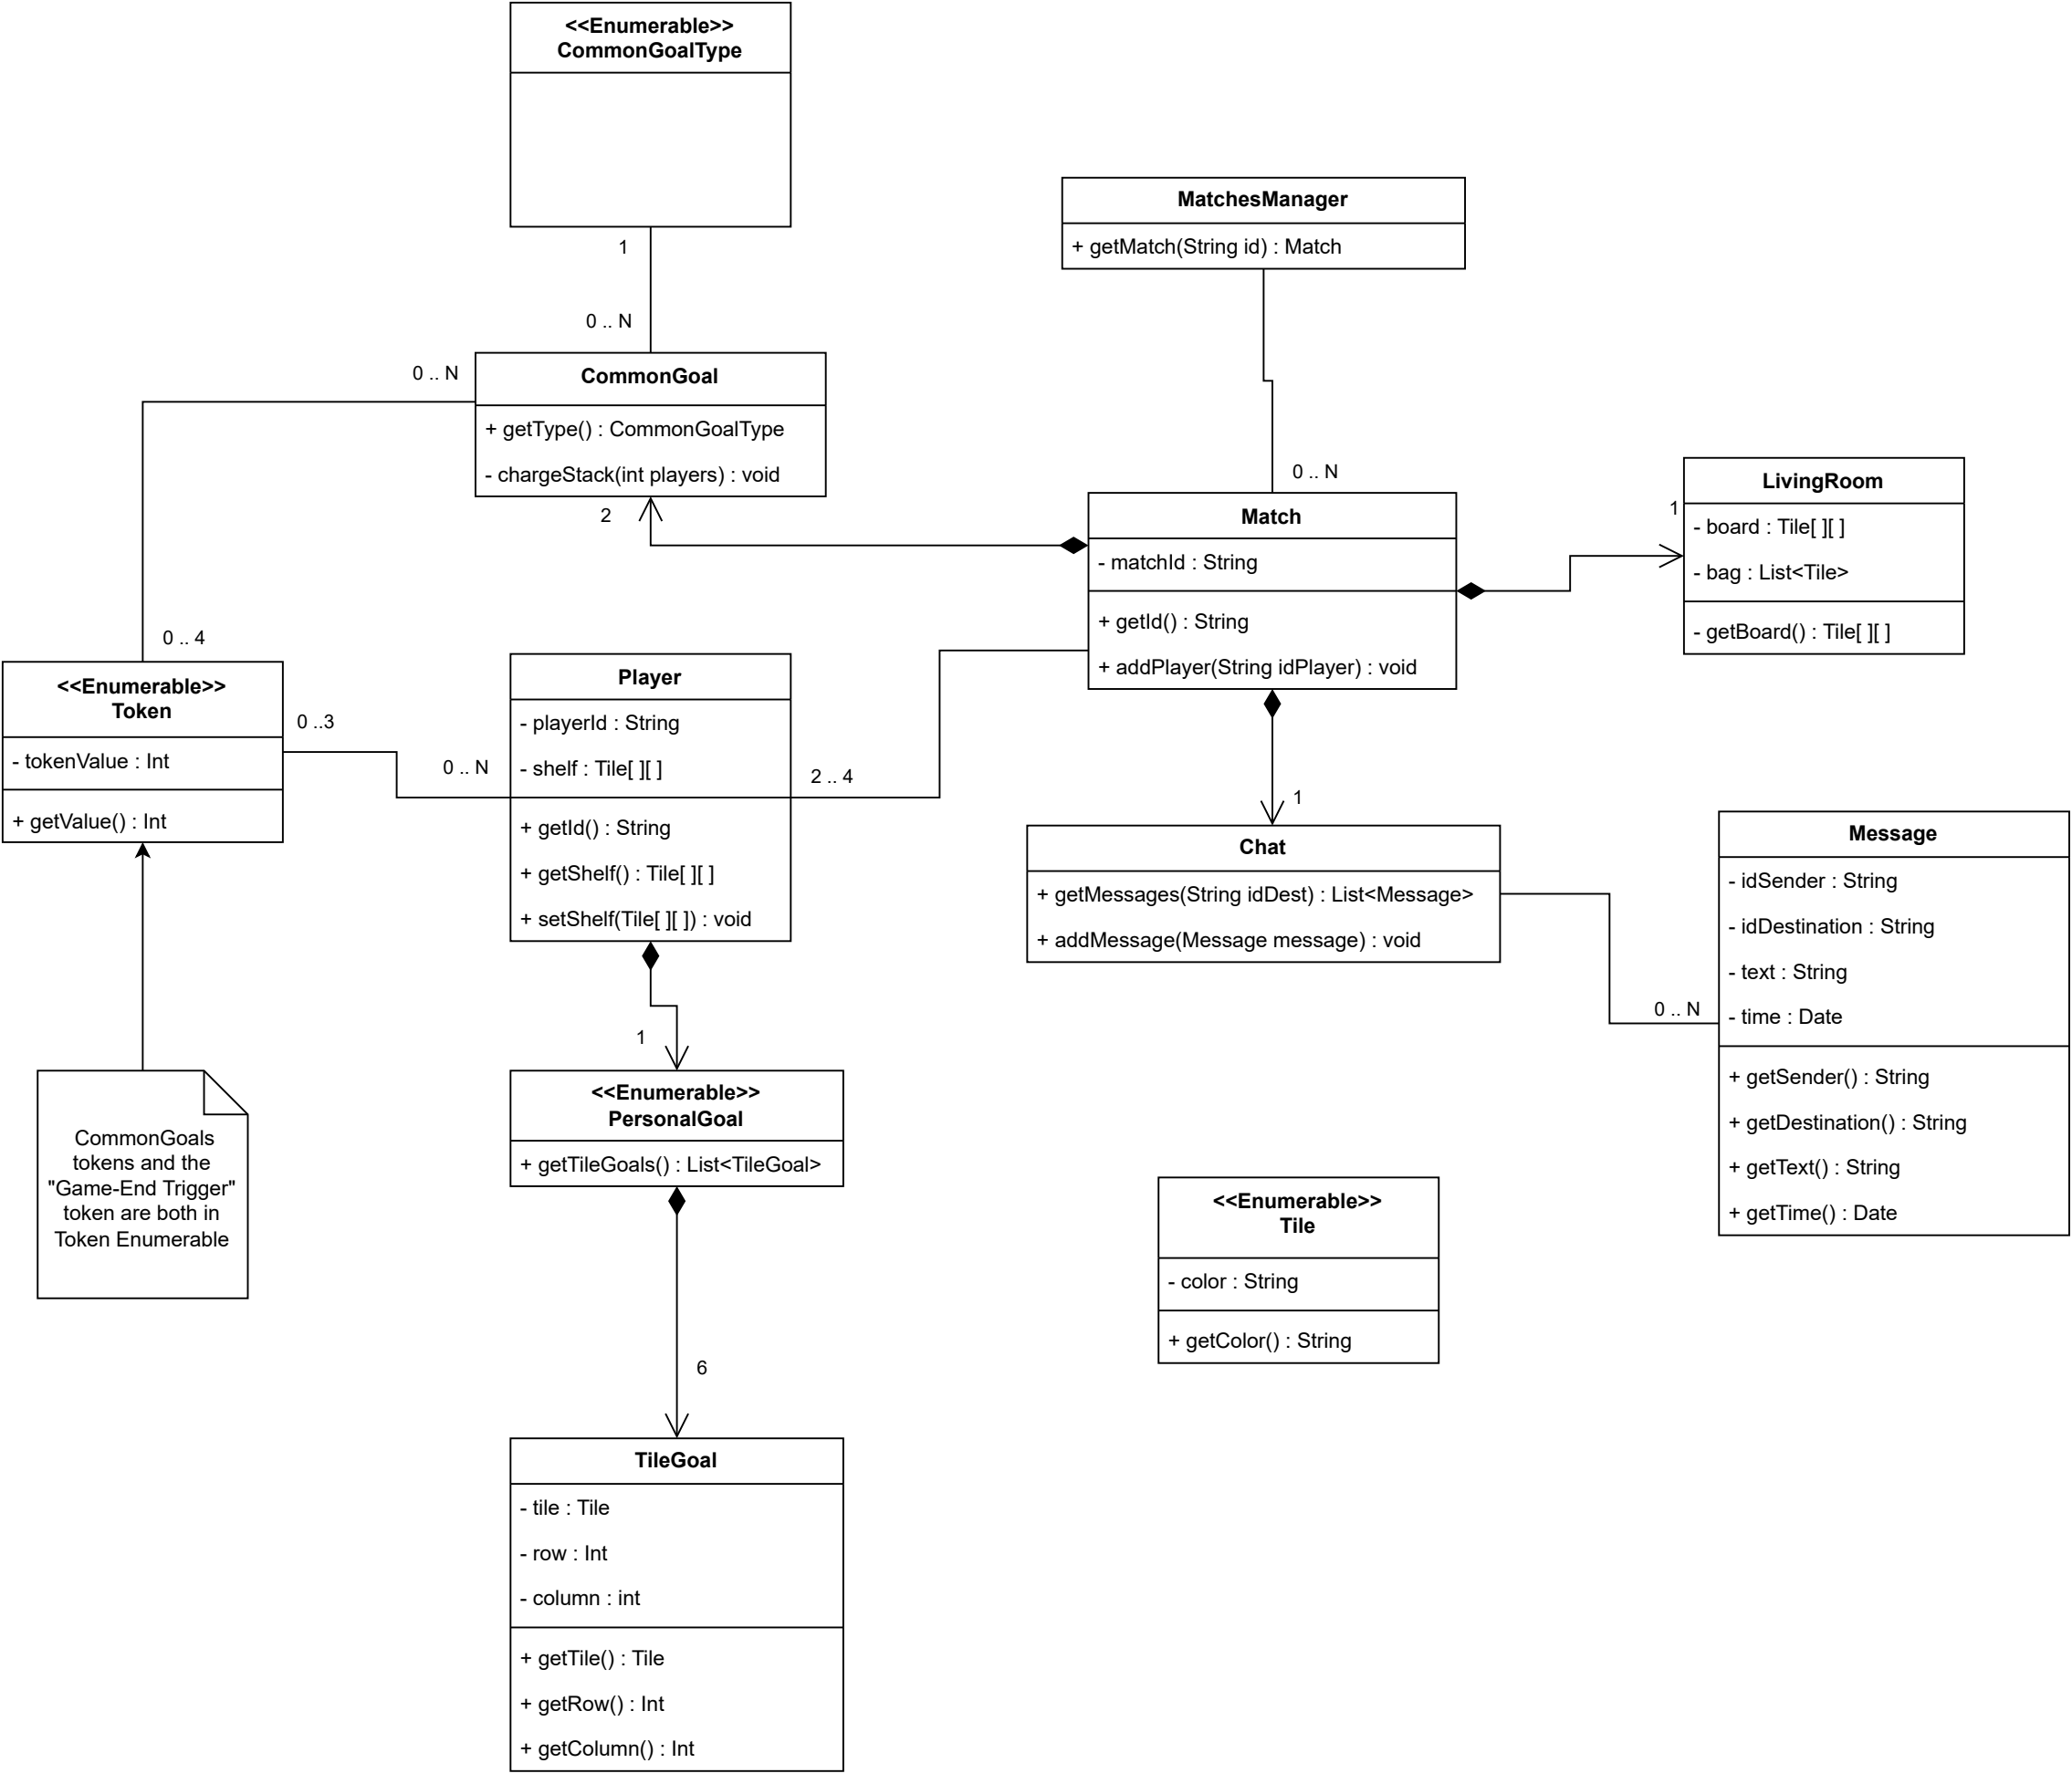 <<Enumerable>>
CommonGoalType
1
0 .. N
MatchesManager
+ getMatch(String id) : Match
0 .. N
CommonGoal
+ getType() : CommonGoalType
- chargeStack(int players) : void
0 .. N
2
0 .. 4
Match
- matchId : String
+ getId() : String
+ addPlayer(String idPlayer) : void
LivingRoom
- board : Tile[ ][ ]
- bag : List<Tile>
- getBoard() : Tile[ ][ ]
1
<<Enumerable>>
Token
- tokenValue : Int
+ getValue() : Int
0 ..3
0 .. N
Player
- playerId : String
- shelf : Tile[ ][ ]
+ getId() : String
+ getShelf() : Tile[ ][ ]
+ setShelf(Tile[ ][ ]) : void
2 .. 4
1
Chat
+ getMessages(String idDest) : List<Message>
+ addMessage(Message message) : void
0 .. N
Message
- idSender : String
- idDestination : String
- text : String
- time : Date
+ getSender() : String
+ getDestination() : String
+ getText() : String
+ getTime() : Date
1
<<Enumerable>>
PersonalGoal
+ getTileGoals() : List<TileGoal>
CommonGoals
tokens and the
"Game-End Trigger"
token are both in
Token Enumerable
<<Enumerable>>
Tile
- color : String
+ getColor() : String
6
TileGoal
- tile : Tile
- row : Int
- column : int
+ getTile() : Tile
+ getRow() : Int
+ getColumn() : Int